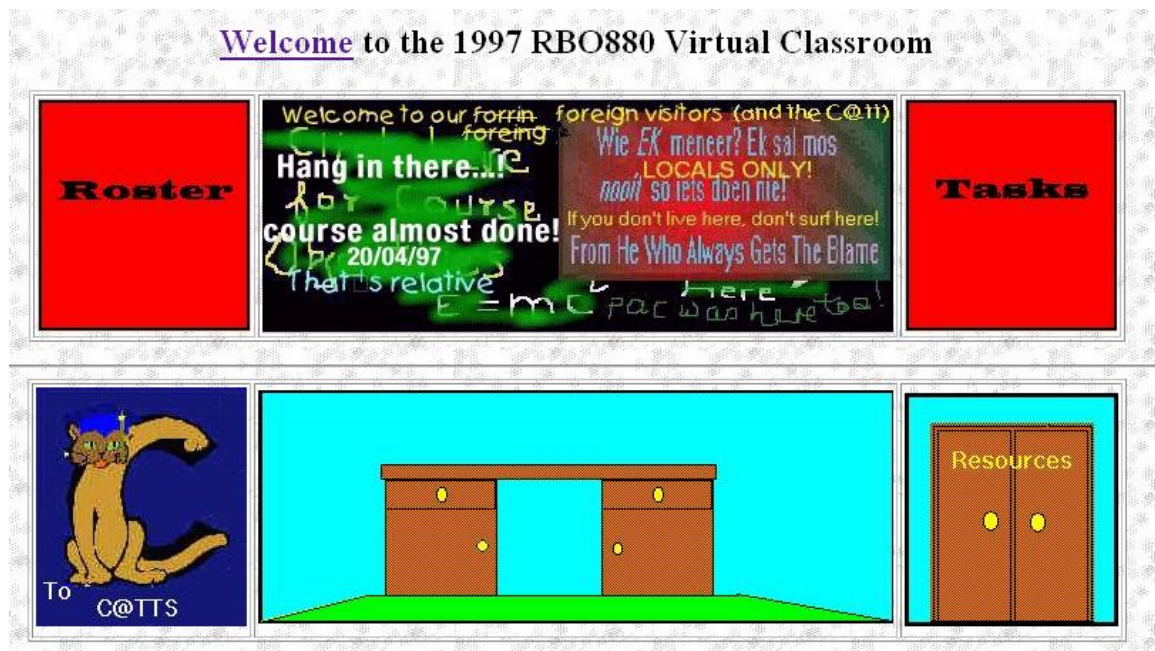 Welcome to the 1997 RBO880 Virtual Classroom
Roster
Welcome to our forrin foreign visitors (and the C@TT)
foreing
Hang in there...!
for Course
course almost done!
20/04/97
That's relative
E = mc
Wie EK meneer? Ek sal mos
LOCALS ONLY!
nooit so iets doen nie!
If you don't live here, don't surf here!
From He Who Always Gets The Blame
here
pac was here too!
Tasks
To
C@TTS
Resources